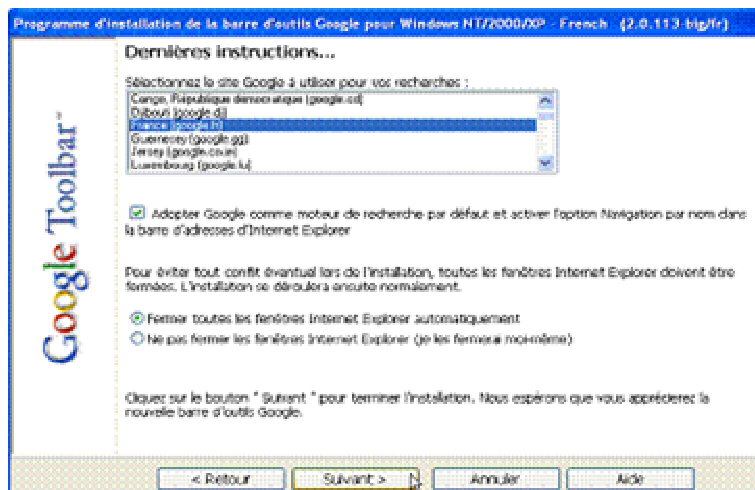 Programme d'installation de la barre d'outils Google pour Windows NT/2000/XP - French (2.0.113-big/fr)
Dernières instructions...
Sélectionnez le site Google à utiliser pour vos recherches :
Congo, République démocratique (google.cd)
Djibouti (google.dj)
France (google.fr)
Guernesey (google.gg)
Jersey (google.co.in)
Luxembourg (google.lu)
Adopter Google comme moteur de recherche par défaut et activer l'option Navigation par nom dans
la barre d'adresses d'Internet Explorer
Pour éviter tout conflit éventuel lors de l'installation, toutes les fenêtres Internet Explorer doivent être
fermées. L'installation se déroulera ensuite normalement.
Fermer toutes les fenêtres Internet Explorer automatiquement
Ne pas fermer les fenêtres Internet Explorer (je les fermerai moi-même)
Cliquez sur le bouton " Suivant " pour terminer l'installation. Nous espérons que vous apprécierez la
nouvelle barre d'outils Google.
< Retour
Suivant >
Annuler
Aide
Google Toolbar™